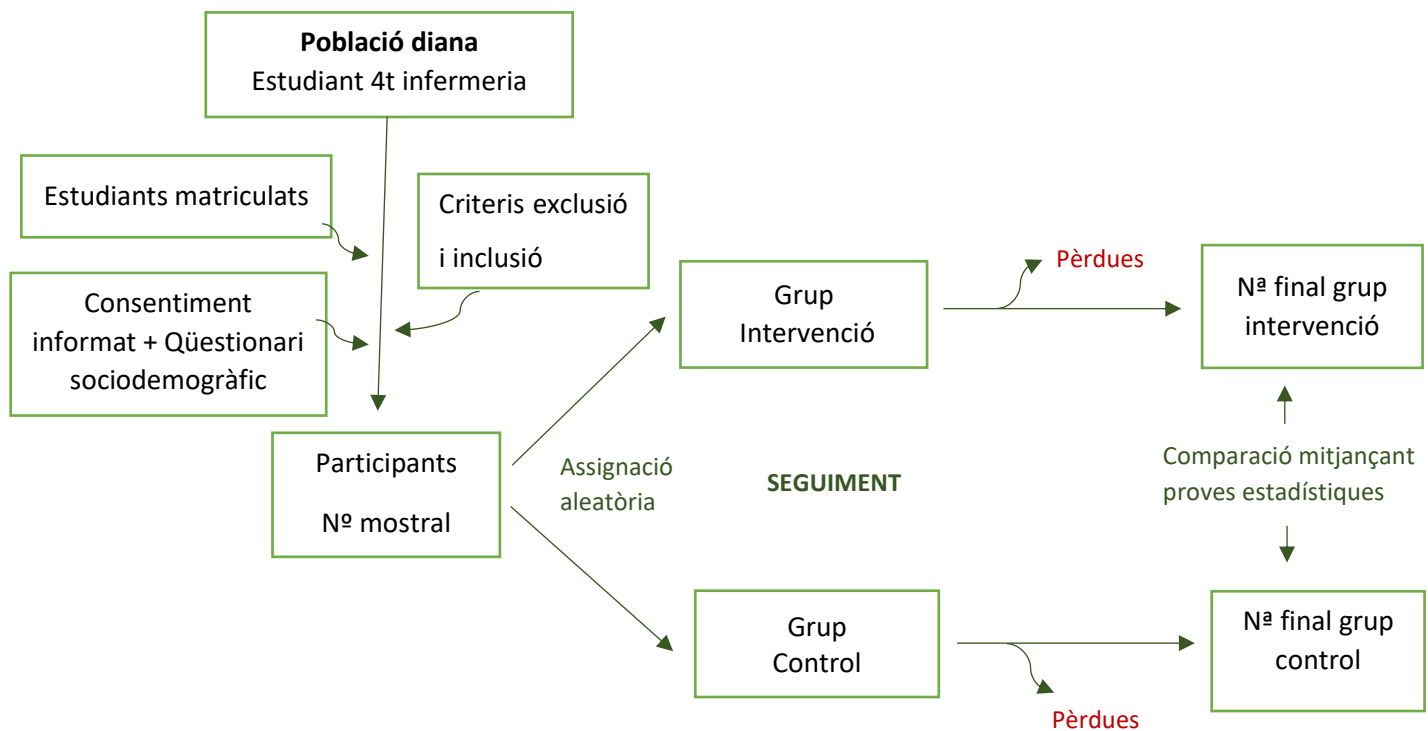 Població diana
Estudiant 4t infermeria
Estudiants matriculats
Criteris exclusió
i inclusió
Consentiment
informat + Qüestionari
sociodemogràfic
Participants
Nº mostral
Assignació
aleatòria
Grup
Intervenció
Pèrdues
Nª final grup
intervenció
SEGUIMENT
Comparació mitjançant
proves estadístiques
Grup
Control
Pèrdues
Nª final grup
control